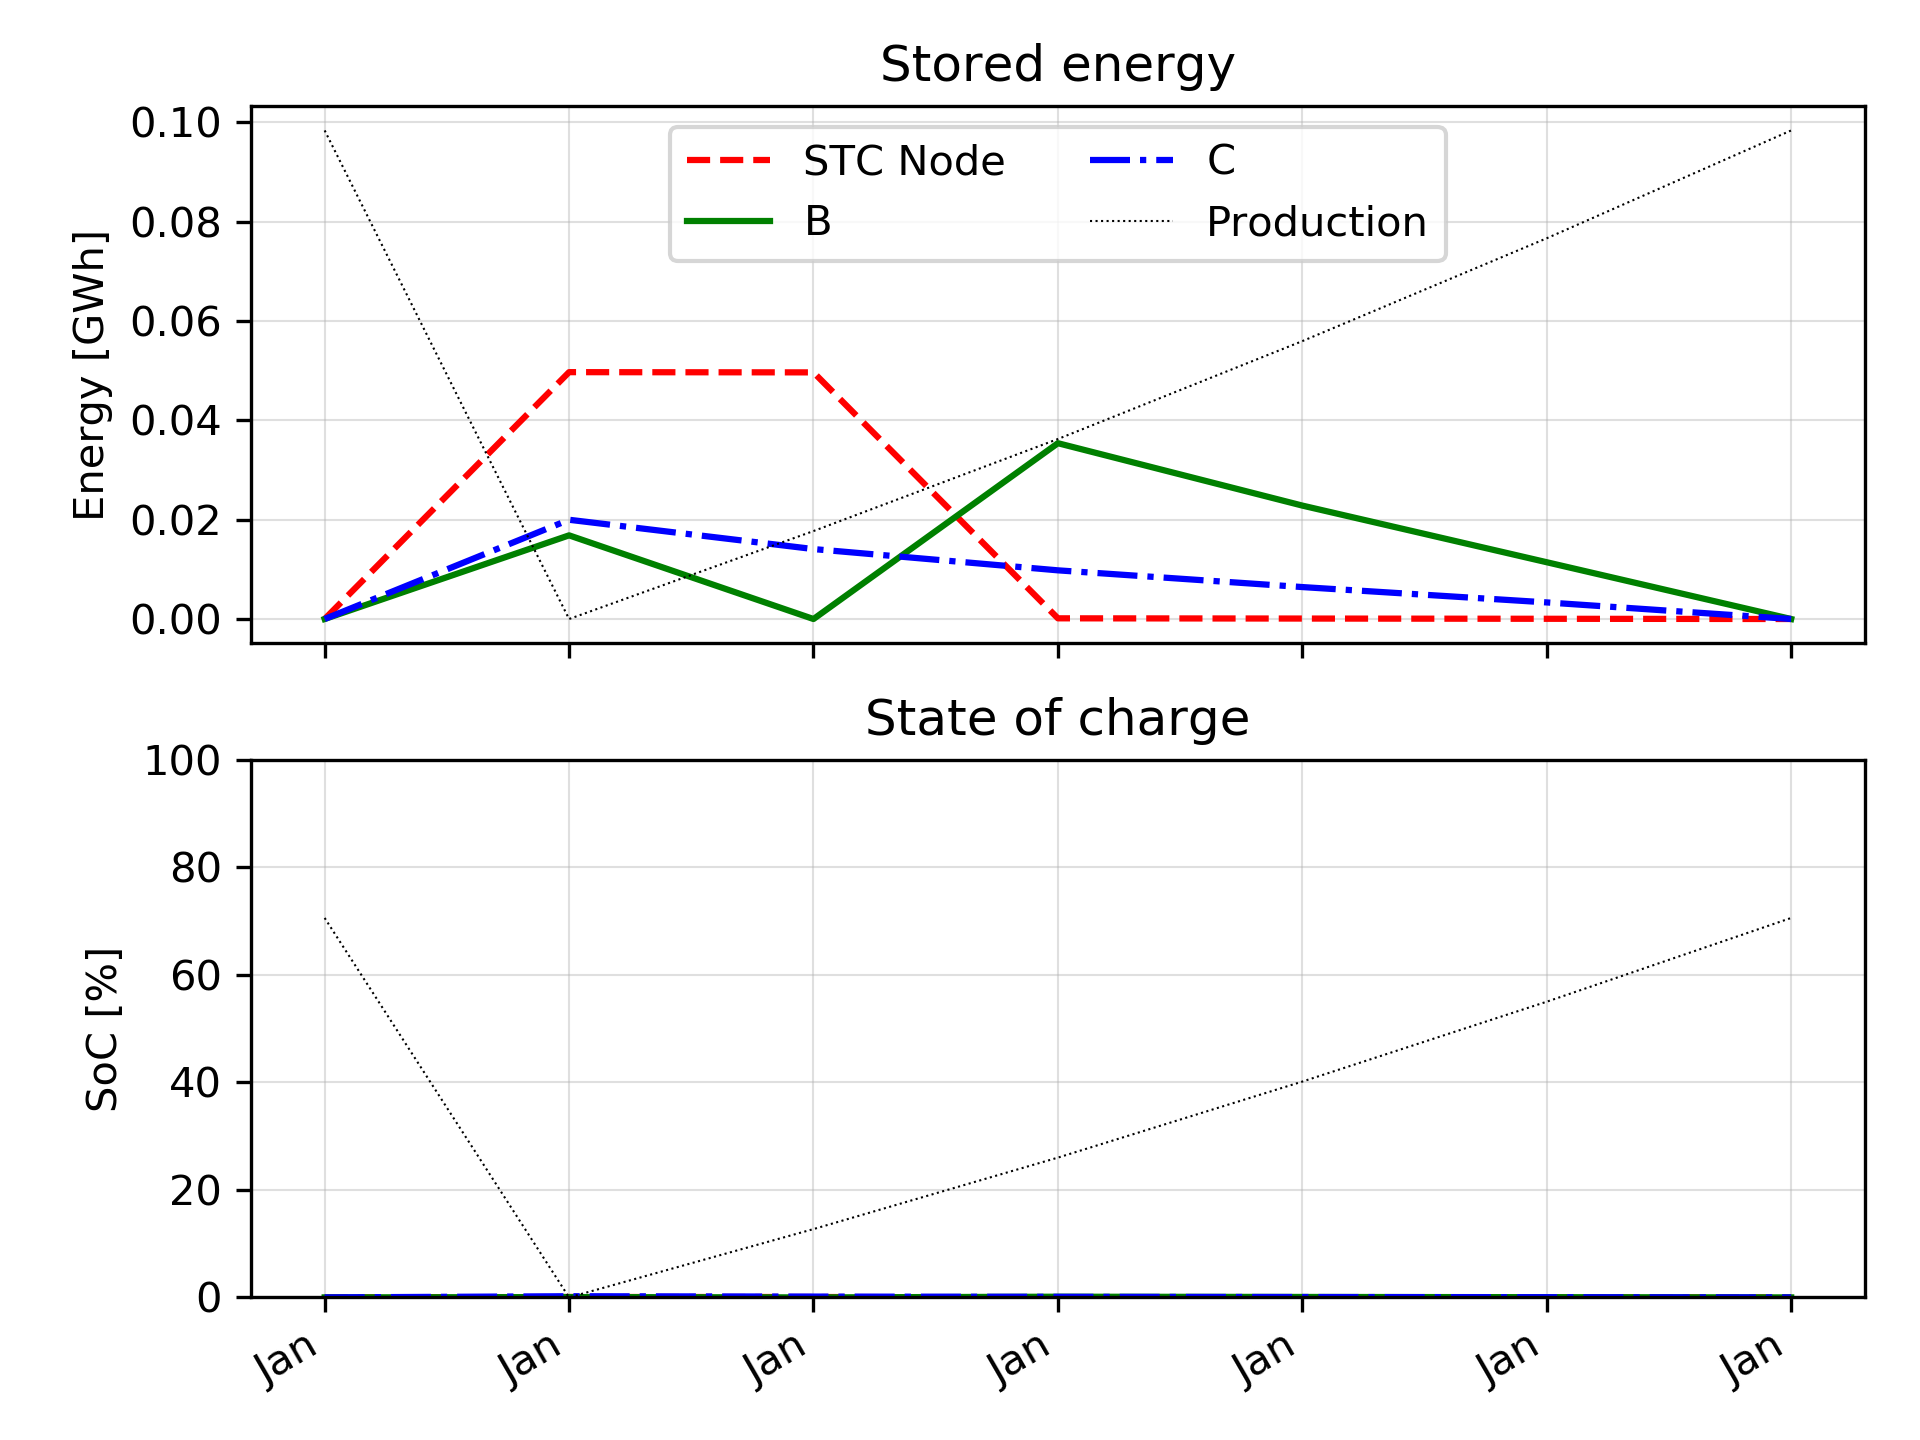 Stored energy
Energy [GWh]
0.10
0.08
0.06
0.04
0.02
0.00
STC Node
B
C
Production
State of charge
SoC [%]
100
80
60
40
20
0
Jan Jan Jan Jan Jan Jan Jan